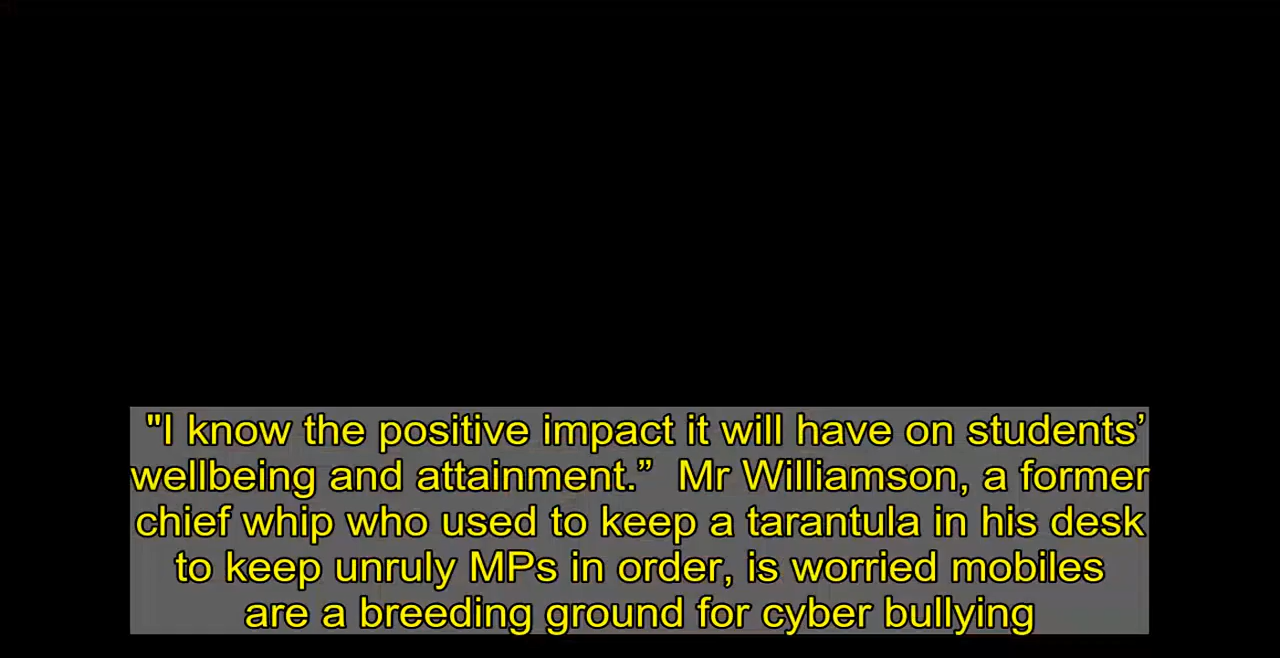 "I know the positive impact it will have on students’
wellbeing and attainment.”  Mr Williamson, a former
chief whip who used to keep a tarantula in his desk
to keep unruly MPs in order, is worried mobiles
are a breeding ground for cyber bullying